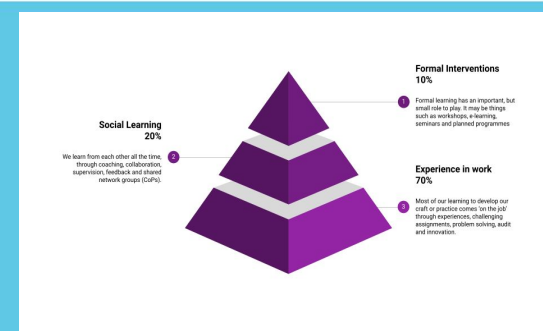 Formal Interventions
10%
1
Formal learning has an important, but
small role to play. It may be things
such as workshops, e-learning,
seminars and planned programmes
Social Learning
20%
2
We learn from each other all the time,
through coaching, collaboration,
supervision, feedback and shared
network groups (CoPs).
Experience in work
70%
3
Most of our learning to develop our
craft or practice comes 'on the job'
through experiences, challenging
assignments, problem solving, audit
and innovation.